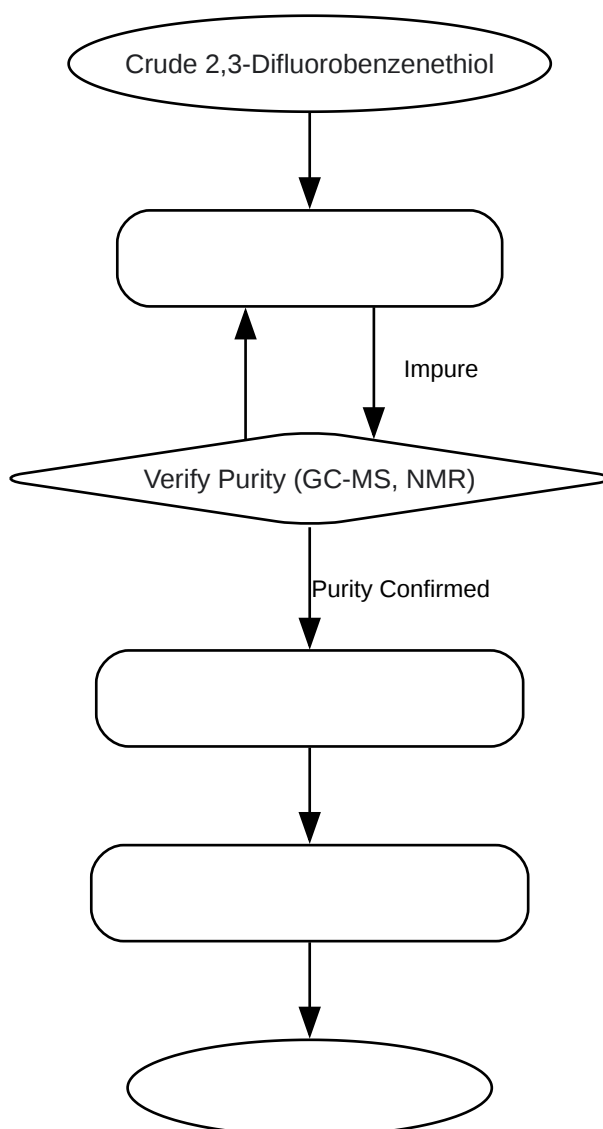 Crude 2,3-Difluorobenzenethiol
Impure
Verify Purity (GC-MS, NMR)
Purity Confirmed